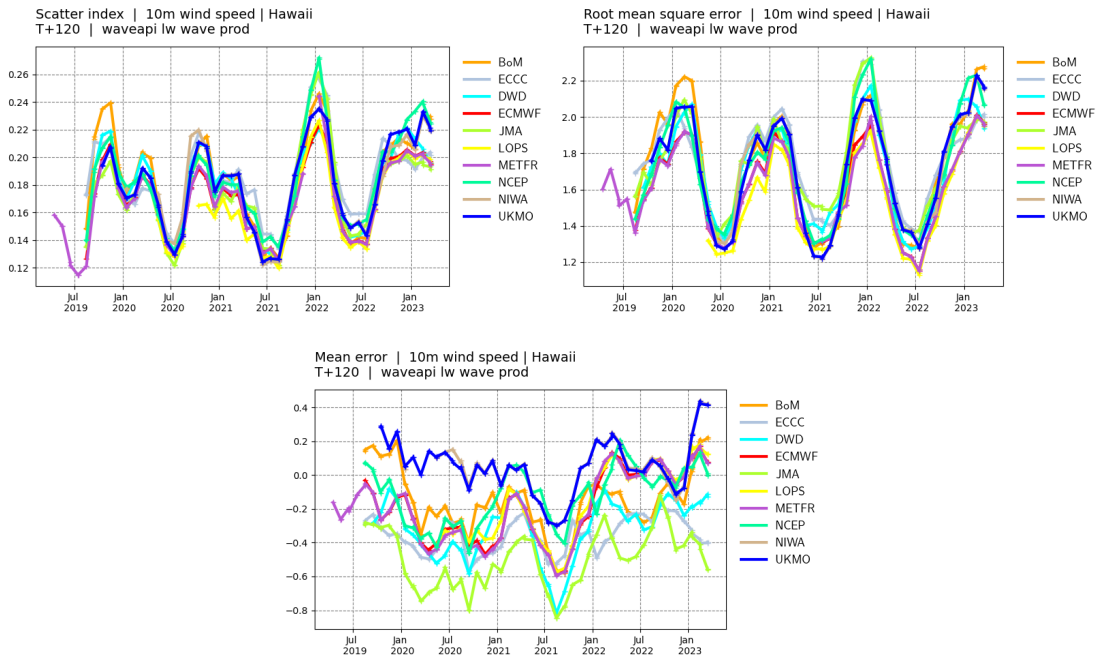 Scatter index | 10m wind speed | Hawaii
T+120 | waveapi lw wave prod
0.26
0.24
0.22
0.20
0.18
0.16
0.14
0.12
Jul 2019
Jan 2020
Jul 2020
Jan 2021
Jul 2021
Jan 2022
Jul 2022
Jan 2023
BoM
ECCC
DWD
ECMWF
JMA
LOPS
METFR
NCEP
NIWA
UKMO
Root mean square error | 10m wind speed | Hawaii
T+120 | waveapi lw wave prod
2.2
2.0
1.8
1.6
1.4
1.2
Jul 2019
Jan 2020
Jul 2020
Jan 2021
Jul 2021
Jan 2022
Jul 2022
Jan 2023
BoM
ECCC
DWD
ECMWF
JMA
LOPS
METFR
NCEP
NIWA
UKMO
Mean error | 10m wind speed | Hawaii
T+120 | waveapi lw wave prod
0.4
0.2
0.0
−0.2
−0.4
−0.6
−0.8
Jul 2019
Jan 2020
Jul 2020
Jan 2021
Jul 2021
Jan 2022
Jul 2022
Jan 2023
BoM
ECCC
DWD
ECMWF
JMA
LOPS
METFR
NCEP
NIWA
UKMO